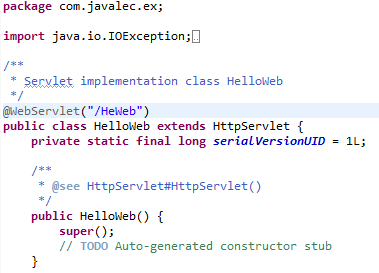 package com.javalec.ex;
import java.io.IOException;
/**
 * Servlet implementation class HelloWeb
 */
@WebServlet("/HeWeb")
public class HelloWeb extends HttpServlet {
    private static final long serialVersionUID = 1L;
    /**
     * @see HttpServlet#HttpServlet()
     */
    public HelloWeb() {
        super();
        // TODO Auto-generated constructor stub
    }